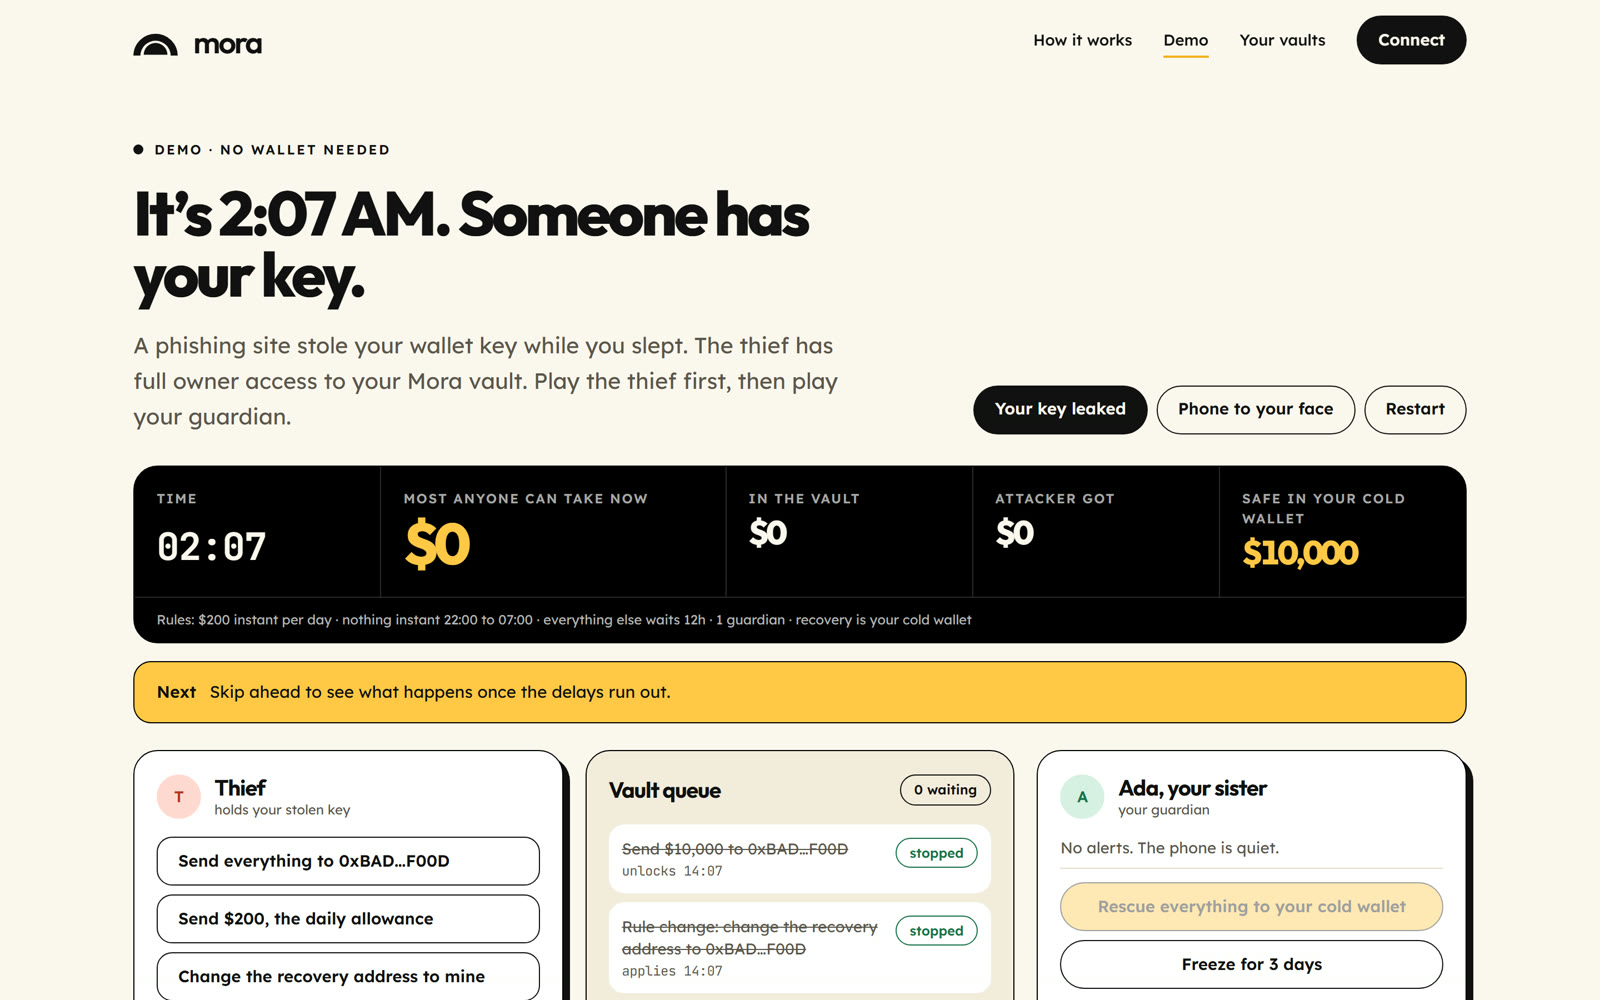 mora
How it works
Demo
Your vaults
Connect
DEMO · NO WALLET NEEDED
It’s 2:07 AM. Someone has
your key.
A phishing site stole your wallet key while you slept. The thief has
full owner access to your Mora vault. Play the thief first, then play
your guardian.
Your key leaked
Phone to your face
Restart
TIME
02:07
MOST ANYONE CAN TAKE NOW
$0
IN THE VAULT
$0
ATTACKER GOT
$0
SAFE IN YOUR COLD
WALLET
$10,000
Rules: $200 instant per day · nothing instant 22:00 to 07:00 · everything else waits 12h · 1 guardian · recovery is your cold wallet
Next Skip ahead to see what happens once the delays run out.
T
Thief
holds your stolen key
Send everything to 0xBAD…F00D
Send $200, the daily allowance
Change the recovery address to mine
Vault queue
0 waiting
Send $10,000 to 0xBAD…F00D
unlocks 14:07
stopped
Rule change: change the recovery
address to 0xBAD…F00D
applies 14:07
stopped
A
Ada, your sister
your guardian
No alerts. The phone is quiet.
Rescue everything to your cold wallet
Freeze for 3 days